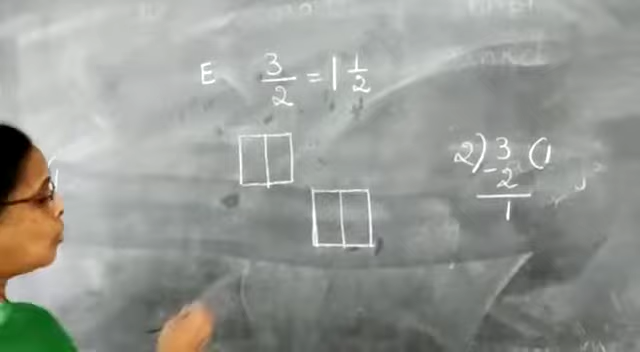 E 3/2 = 1 1/2
2) 3 (1
- 2
1